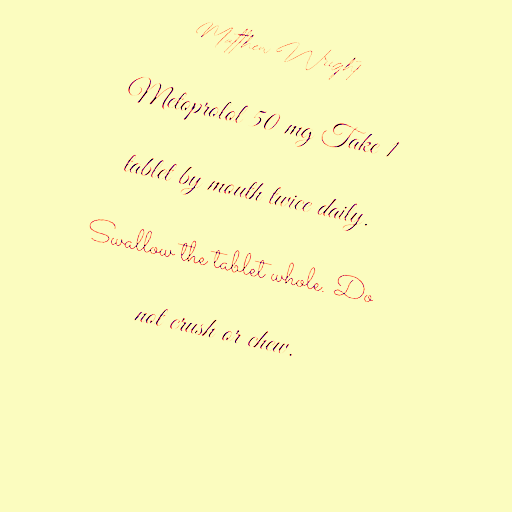 Matthew Wright
Metoprolol 50 mg Take 1
tablet by mouth twice daily.
Swallow the tablet whole. Do
not crush or chew.